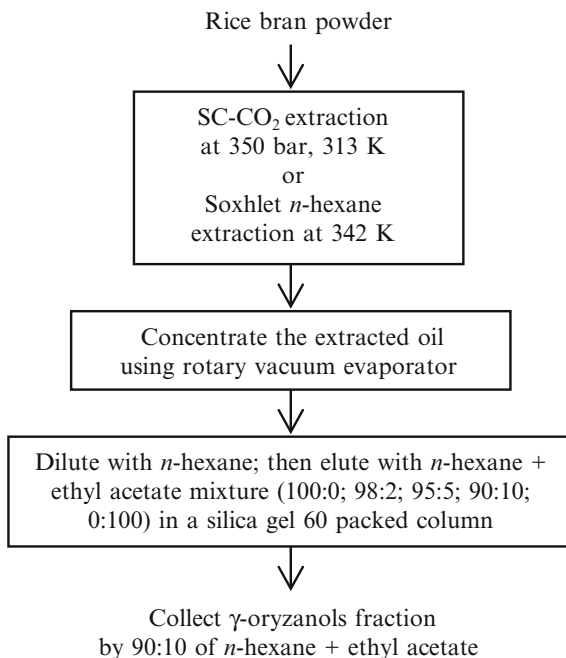 Rice bran powder
SC-CO₂ extraction
at 350 bar, 313 K
or
Soxhlet n-hexane
extraction at 342 K
Concentrate the extracted oil
using rotary vacuum evaporator
Dilute with n-hexane; then elute with n-hexane +
ethyl acetate mixture (100:0; 98:2; 95:5; 90:10;
0:100) in a silica gel 60 packed column
Collect γ-oryzanols fraction
by 90:10 of n-hexane + ethyl acetate